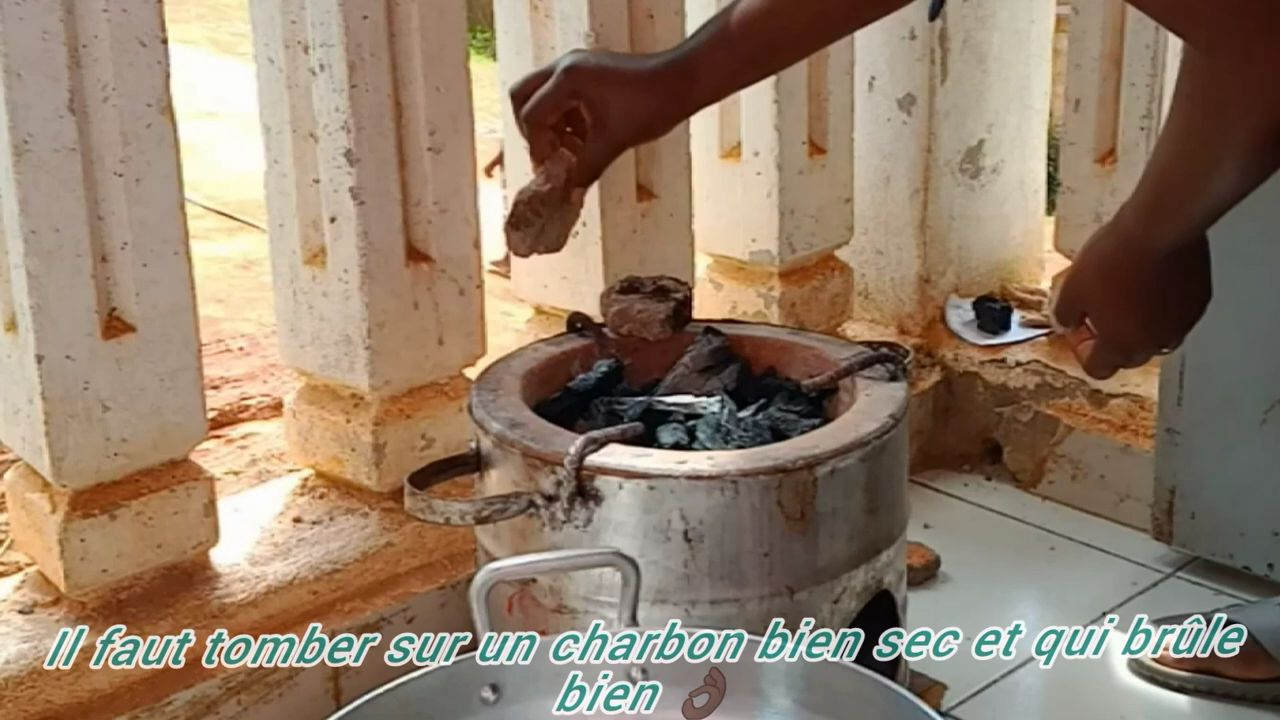 Il faut tomber sur un charbon bien sec et qui brûle
bien 👌🏿